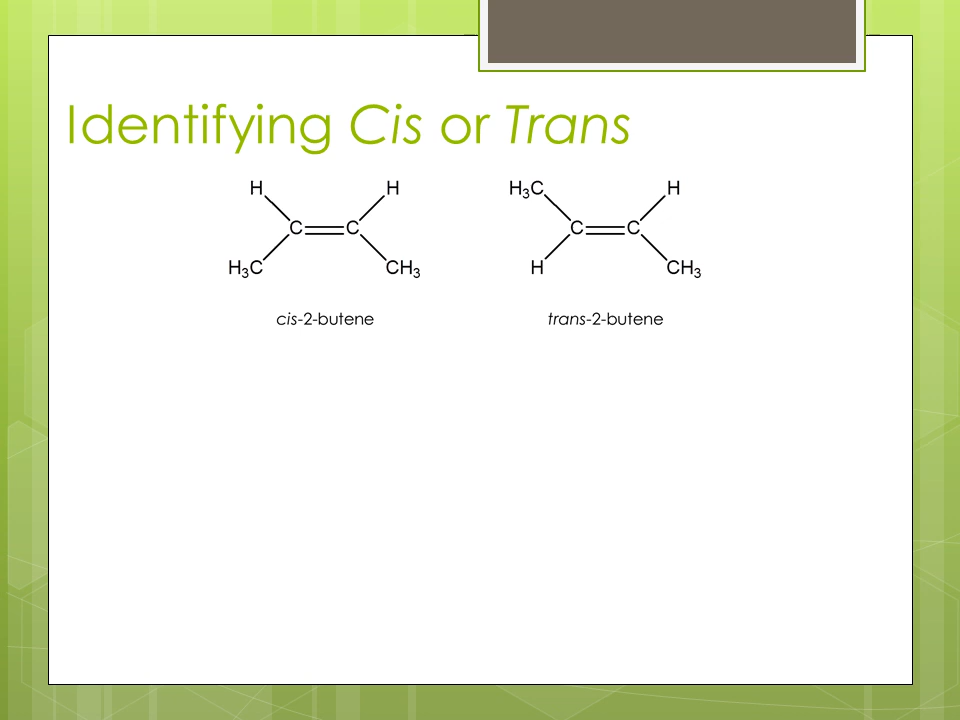 Identifying Cis or Trans
H H H₃C H
C C C C
H₃C CH₃ H CH₃
cis-2-butene trans-2-butene